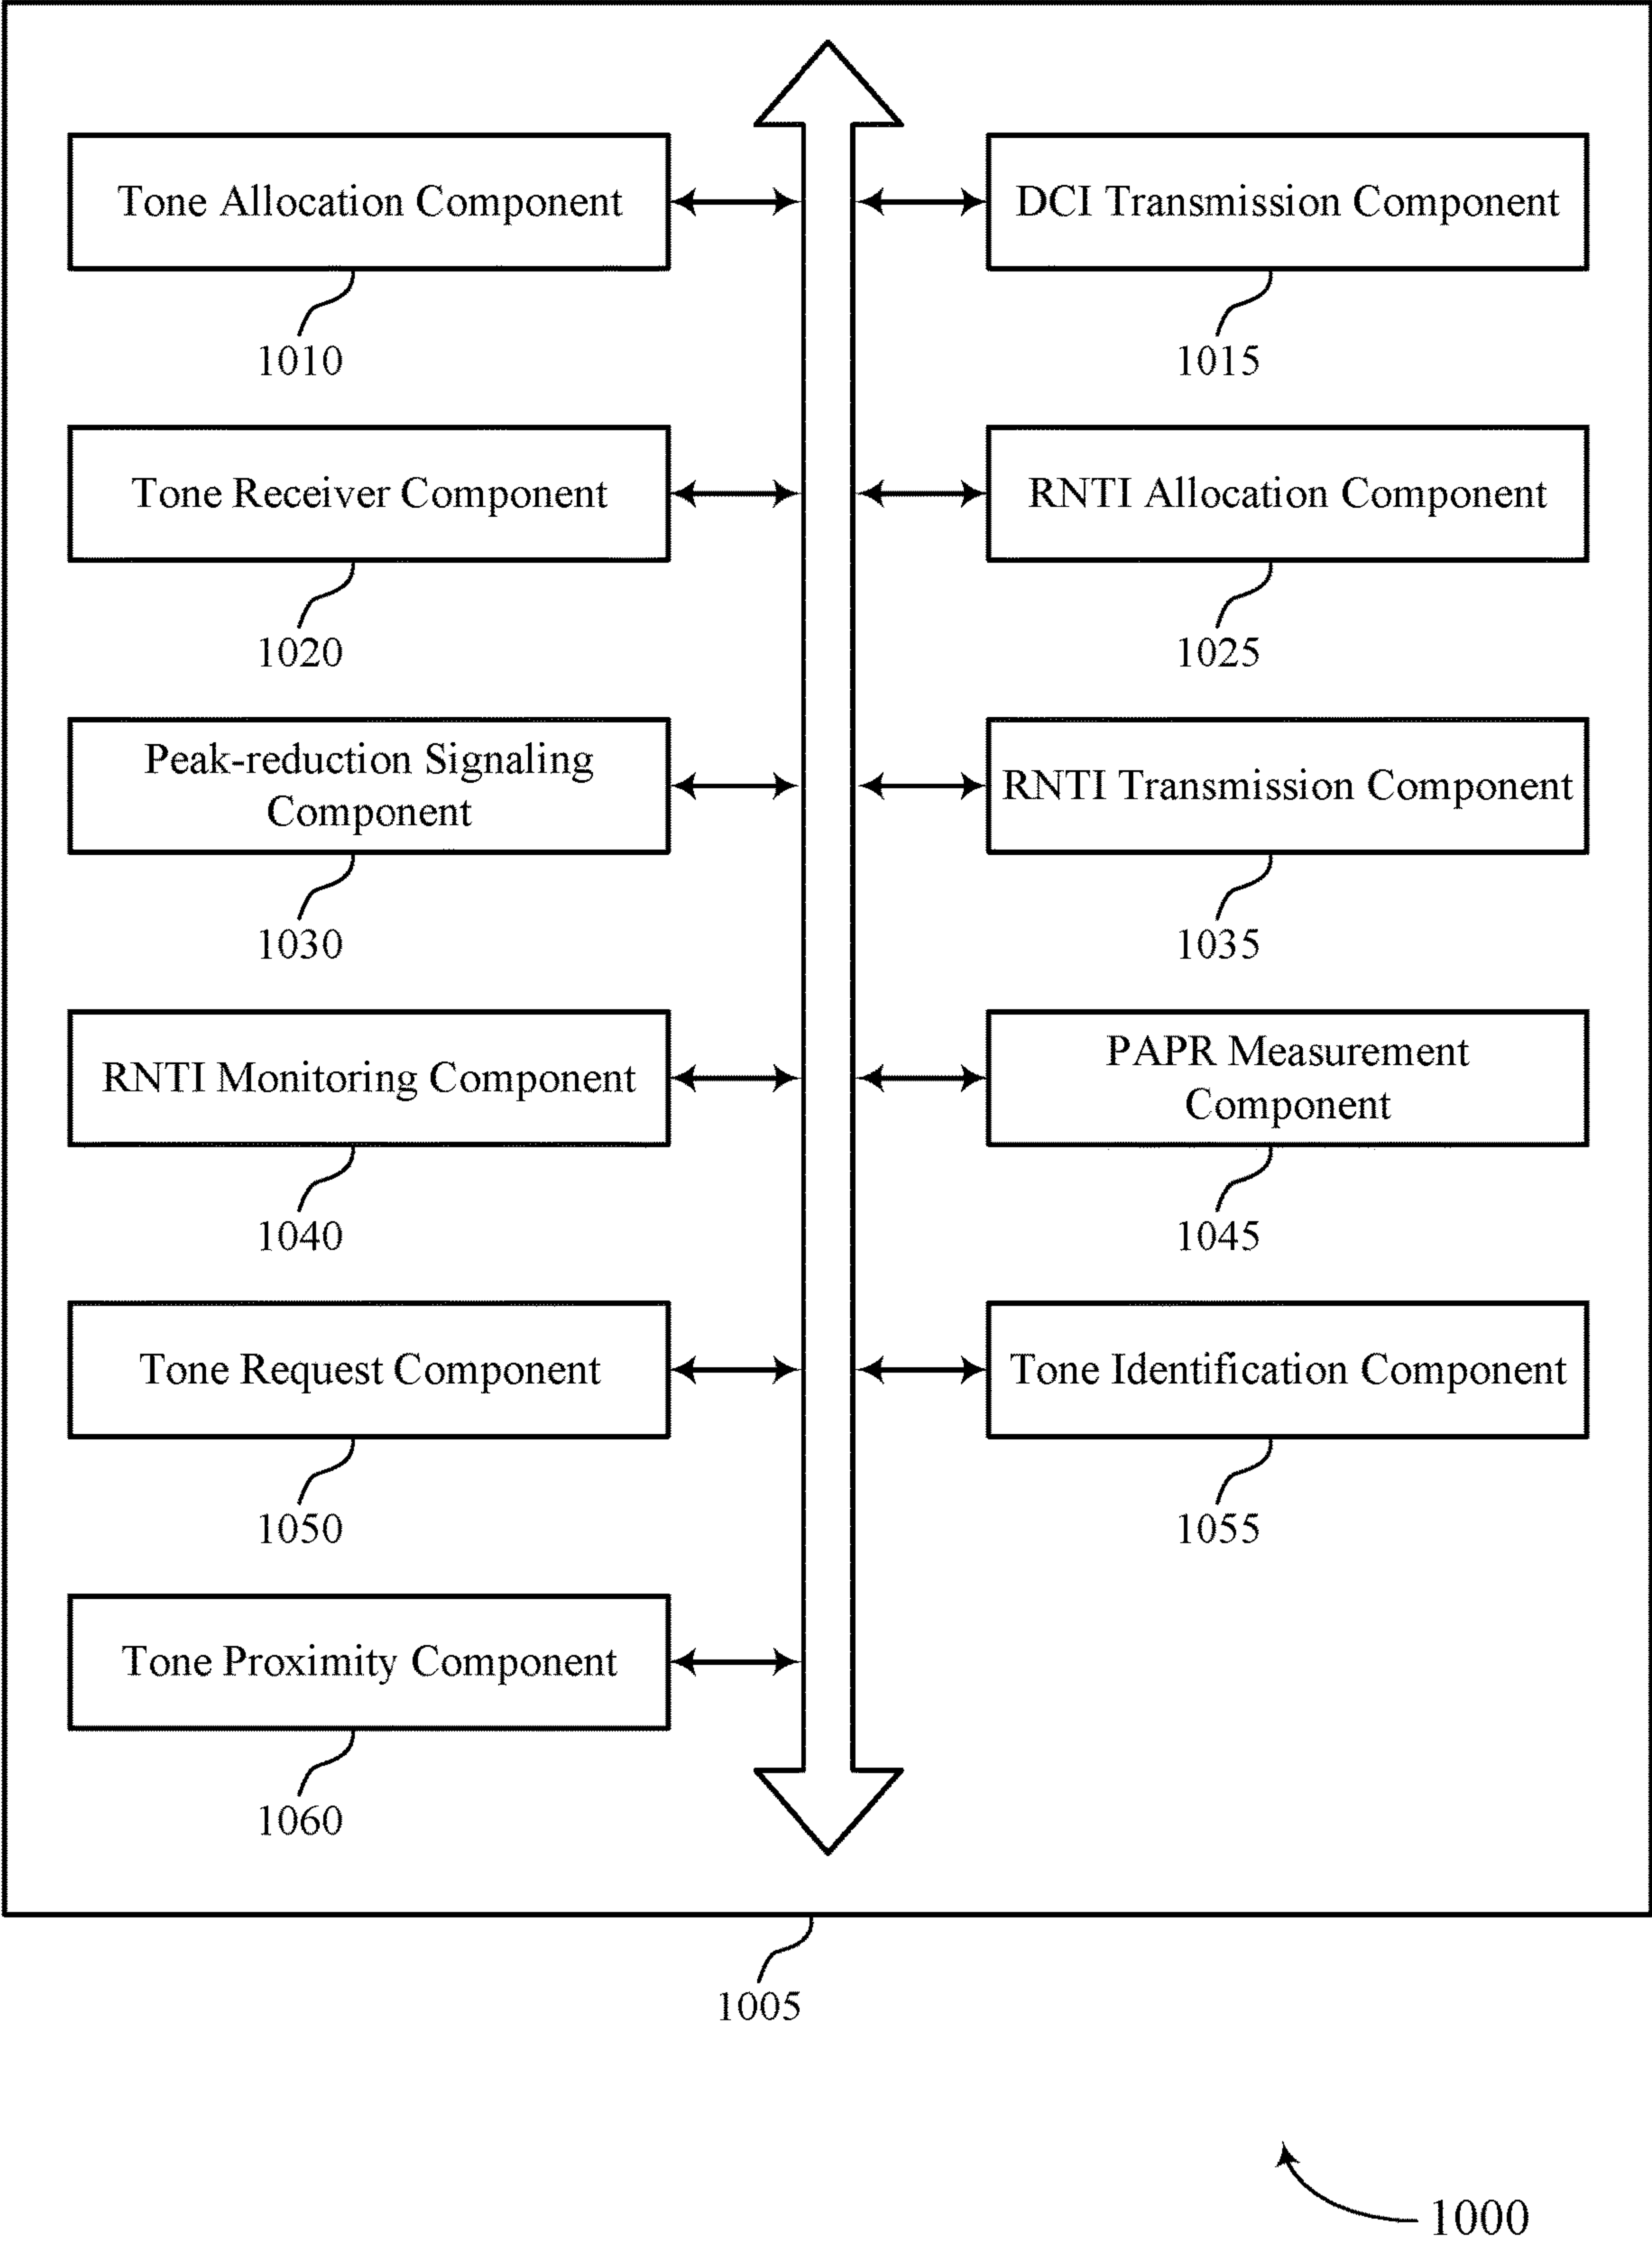 Tone Allocation Component
DCI Transmission Component
1010
1015
Tone Receiver Component
RNTI Allocation Component
1020
1025
Peak-reduction Signaling
Component
RNTI Transmission Component
1030
1035
RNTI Monitoring Component
PAPR Measurement
Component
1040
1045
Tone Request Component
Tone Identification Component
1050
1055
Tone Proximity Component
1060
1005
1000